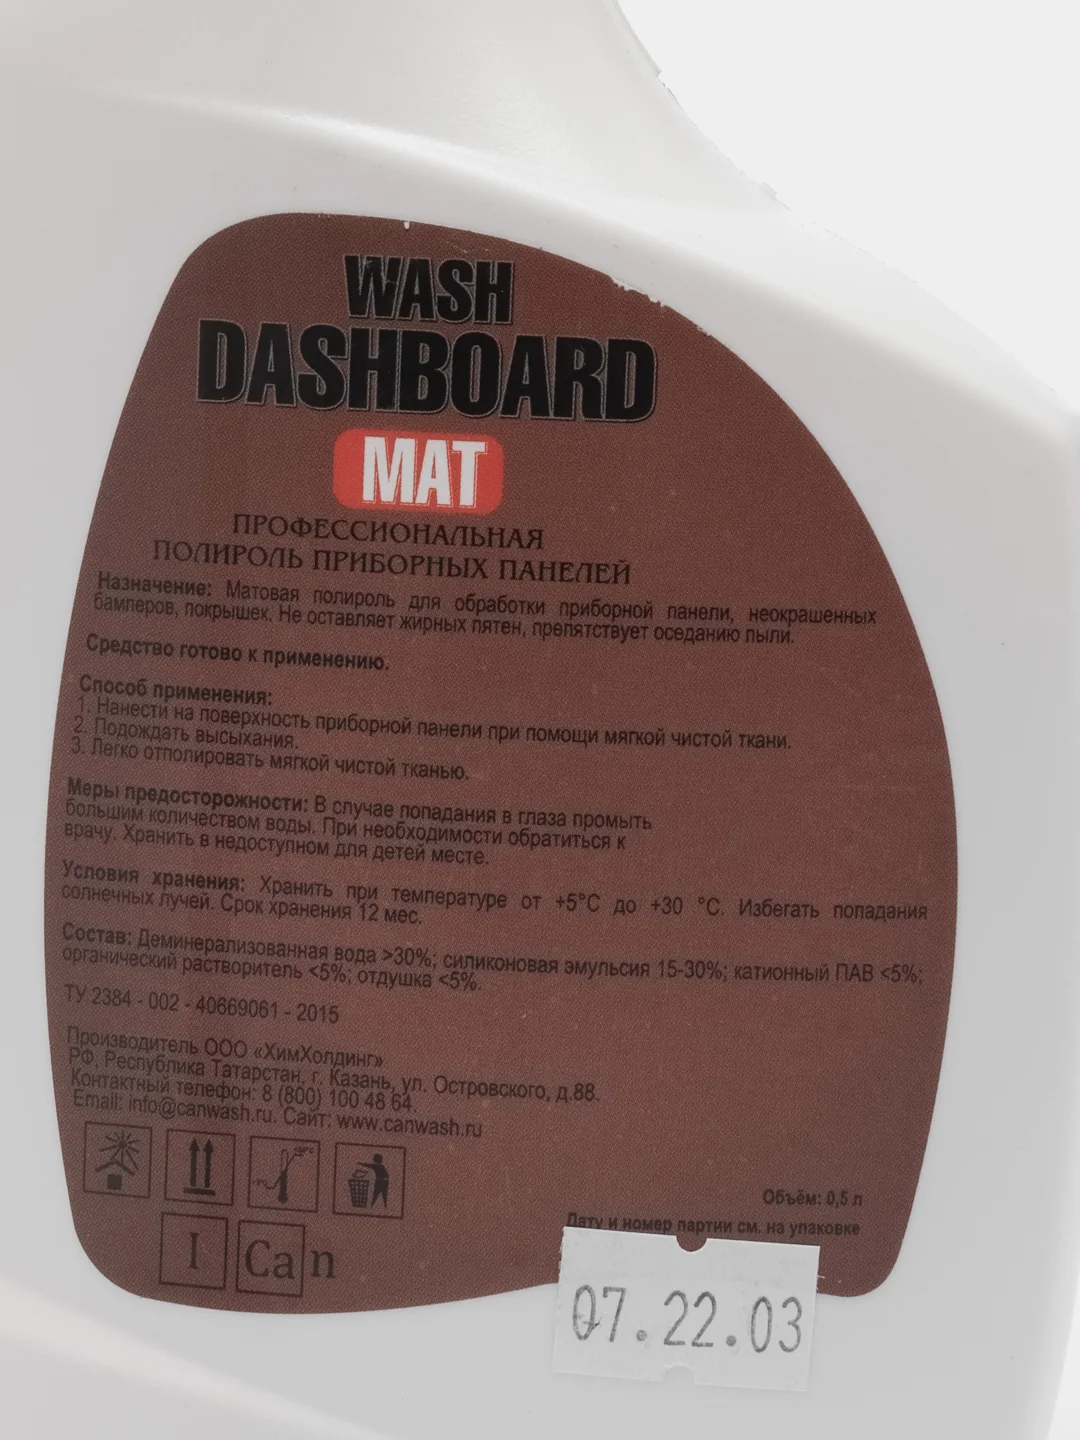 WASH
DASHBOARD
MAT
ПРОФЕССИОНАЛЬНАЯ
ПОЛИРОЛЬ ПРИБОРНЫХ ПАНЕЛЕЙ
Назначение: Матовая полироль для обработки приборной панели, неокрашенных
бамперов, покрышек. Не оставляет жирных пятен, препятствует оседанию пыли.
Средство готово к применению.
Способ применения:
1. Нанести на поверхность приборной панели при помощи мягкой чистой ткани.
2. Подождать высыхания.
3. Легко отполировать мягкой чистой тканью.
Меры предосторожности: В случае попадания в глаза промыть
большим количеством воды. При необходимости обратиться к
врачу. Хранить в недоступном для детей месте.
Условия хранения: Хранить при температуре от +5°С до +30 °С. Избегать попадания
солнечных лучей. Срок хранения 12 мес.
Состав: Деминерализованная вода >30%; силиконовая эмульсия 15-30%; катионный ПАВ <5%;
органический растворитель <5%; отдушка <5%.
ТУ 2384 - 002 - 40669061 - 2015
Производитель ООО «ХимХолдинг»
РФ, Республика Татарстан, г. Казань, ул. Островского, д.88.
Контактный телефон: 8 (800) 100 48 64.
Email: info@canwash.ru. Сайт: www.canwash.ru
I Can
Объём: 0,5 л
Дату и номер партии см. на упаковке
07.22.03